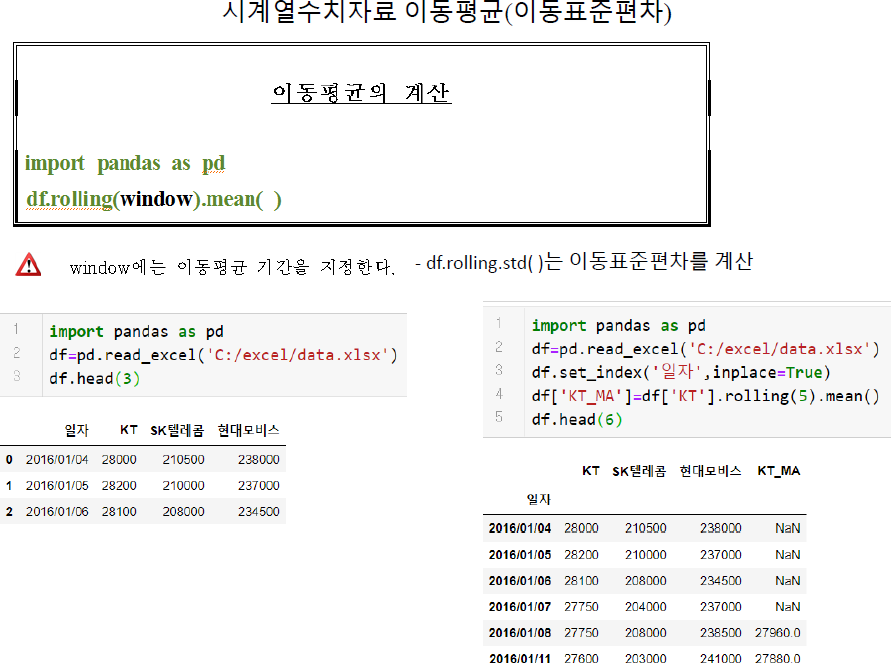 시계열수치자료 이동평균(이동표준편차)
이동평균의 계산
import pandas as pd
df.rolling(window).mean( )
window에는 이동평균 기간을 지정한다.
- df.rolling.std( )는 이동표준편차를 계산
1 import pandas as pd
2 df=pd.read_excel('C:/excel/data.xlsx')
3 df.head(3)
일자 KT SK텔레콤 현대모비스
0 2016/01/04 28000 210500 238000
1 2016/01/05 28200 210000 237000
2 2016/01/06 28100 208000 234500
1 import pandas as pd
2 df=pd.read_excel('C:/excel/data.xlsx')
3 df.set_index('일자',inplace=True)
4 df['KT_MA']=df['KT'].rolling(5).mean()
5 df.head(6)
KT SK텔레콤 현대모비스 KT_MA
일자
2016/01/04 28000 210500 238000 NaN
2016/01/05 28200 210000 237000 NaN
2016/01/06 28100 208000 234500 NaN
2016/01/07 27750 204000 237000 NaN
2016/01/08 27750 208000 238500 27960.0
2016/01/11 27600 203000 241000 27880.0